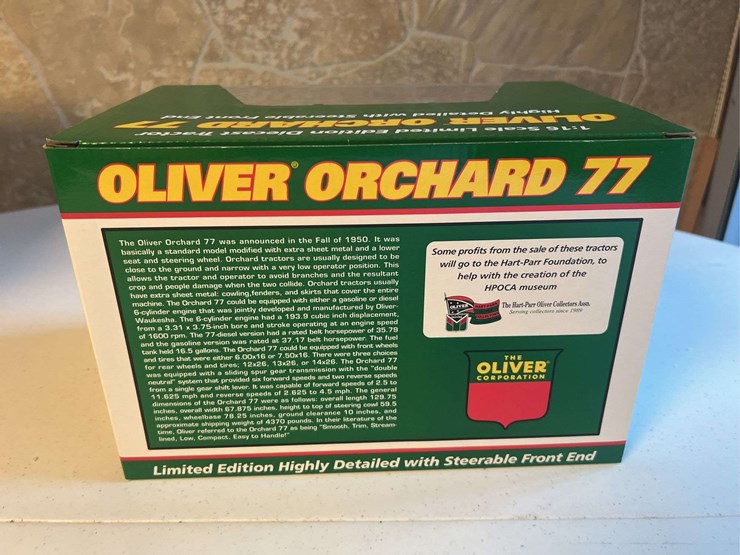 1:16 Scale Limited Edition Diecast Tractor
OLIVER ORCHARD 77
Highly Detailed with Steerable Front End
OLIVER® ORCHARD 77
The Oliver Orchard 77 was announced in the Fall of 1950. It was
basically a standard model modified with extra sheet metal and a lower
seat and steering wheel. Orchard tractors are usually designed to be
close to the ground and narrow with a very low operator position. This
allows the tractor and operator to avoid branches and the resultant
crop and people damage when the two collide. Orchard tractors usually
have extra sheet metal: cowling, fenders, and skirts that cover the entire
machine. The Orchard 77 could be equipped with either a gasoline or diesel
6-cylinder engine that was jointly developed and manufactured by Oliver-
Waukesha. The 6-cylinder engine had a 193.9 cubic inch displacement,
from a 3.31 x 3.75-inch bore and stroke operating at an engine speed
of 1600 rpm. The 77-diesel version had a rated belt horsepower of 35.79
and the gasoline version was rated at 37.17 belt horsepower. The fuel
tank held 16.5 gallons. The Orchard 77 could be equipped with front wheels
and tires that were either 6.00x16 or 7.50x16. There were three choices
for rear wheels and tires; 12x26, 13x26, or 14x26. The Orchard 77
was equipped with a sliding spur gear transmission with the "double
neutral" system that provided six forward speeds and two reverse speeds
from a single gear shift lever. It was capable of forward speeds of 2.5 to
11.625 mph and reverse speeds of 2.625 to 4.5 mph. The general
dimensions of the Orchard 77 were as follows: overall length 129.75
inches, overall width 67.875 inches, height to top of steering cowl 59.5
inches, wheelbase 78.25 inches, ground clearance 10 inches, and
approximate shipping weight of 4370 pounds. In their literature of the
time, Oliver referred to the Orchard 77 as being "Smooth, Trim, Stream-
lined, Low, Compact, Easy to Handle!"
Some profits from the sale of these tractors
will go to the Hart-Parr Foundation, to
help with the creation of the
HPOCA museum
OLIVER
The Hart-Parr Oliver Collectors Assn.
Serving collectors since 1989
THE
OLIVER
CORPORATION
Limited Edition Highly Detailed with Steerable Front End